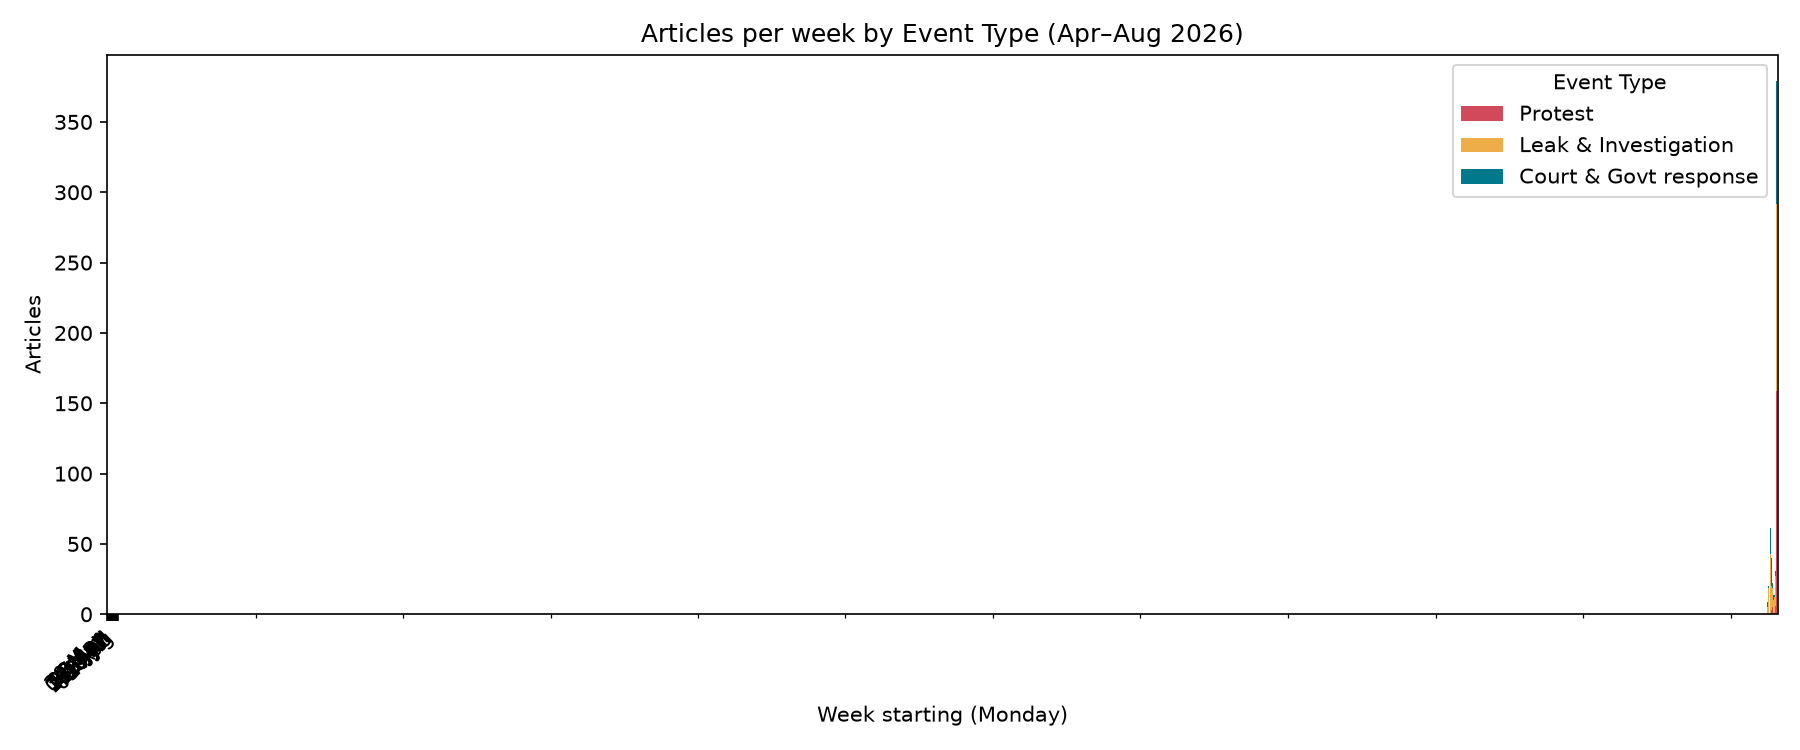 Articles per week by Event Type (Apr–Aug 2026)
Event Type
Protest
Leak & Investigation
Court & Govt response
Articles
350
300
250
200
150
100
50
0
Week starting (Monday)